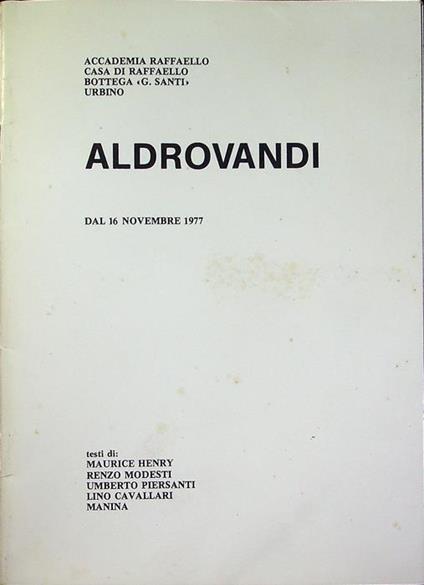 ACCADEMIA RAFFAELLO
CASA DI RAFFAELLO
BOTTEGA «G. SANTI»
URBINO
ALDROVANDI
DAL 16 NOVEMBRE 1977
testi di:
MAURICE HENRY
RENZO MODESTI
UMBERTO PIERSANTI
LINO CAVALLARI
MANINA